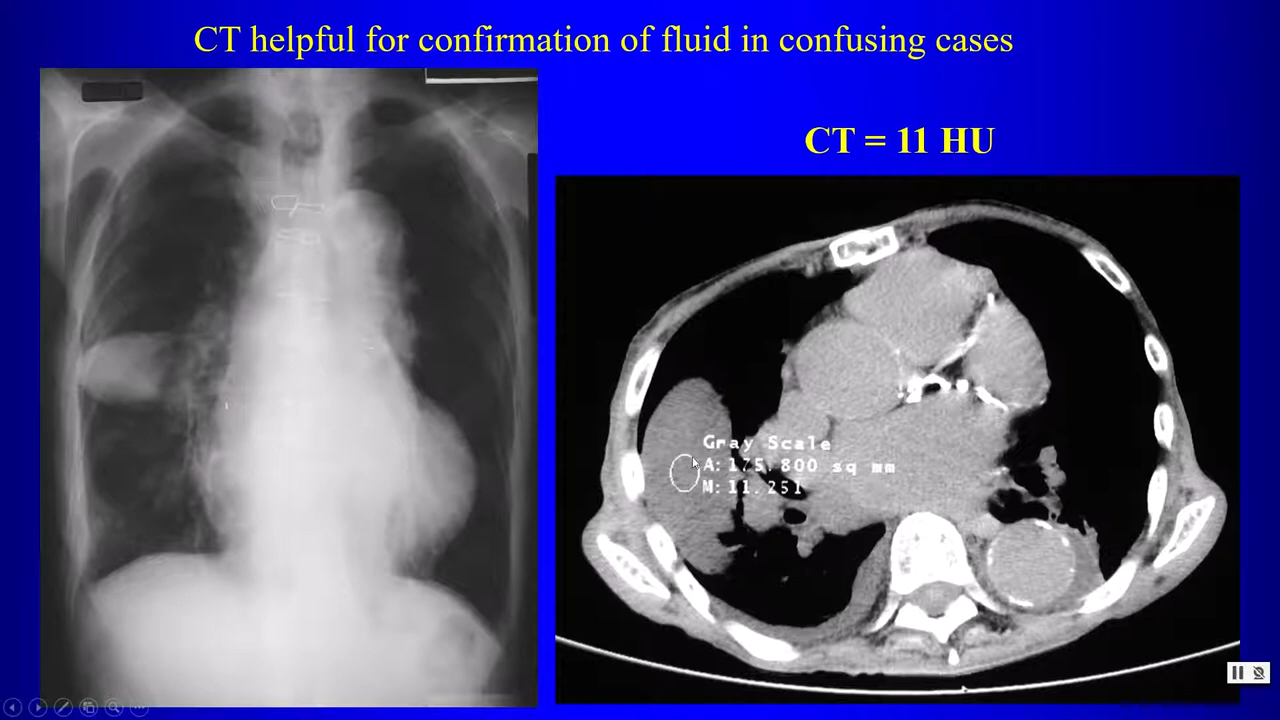 CT helpful for confirmation of fluid in confusing cases
CT = 11 HU
Gray Scale
A: 175.800 sq mm
M: 11.251